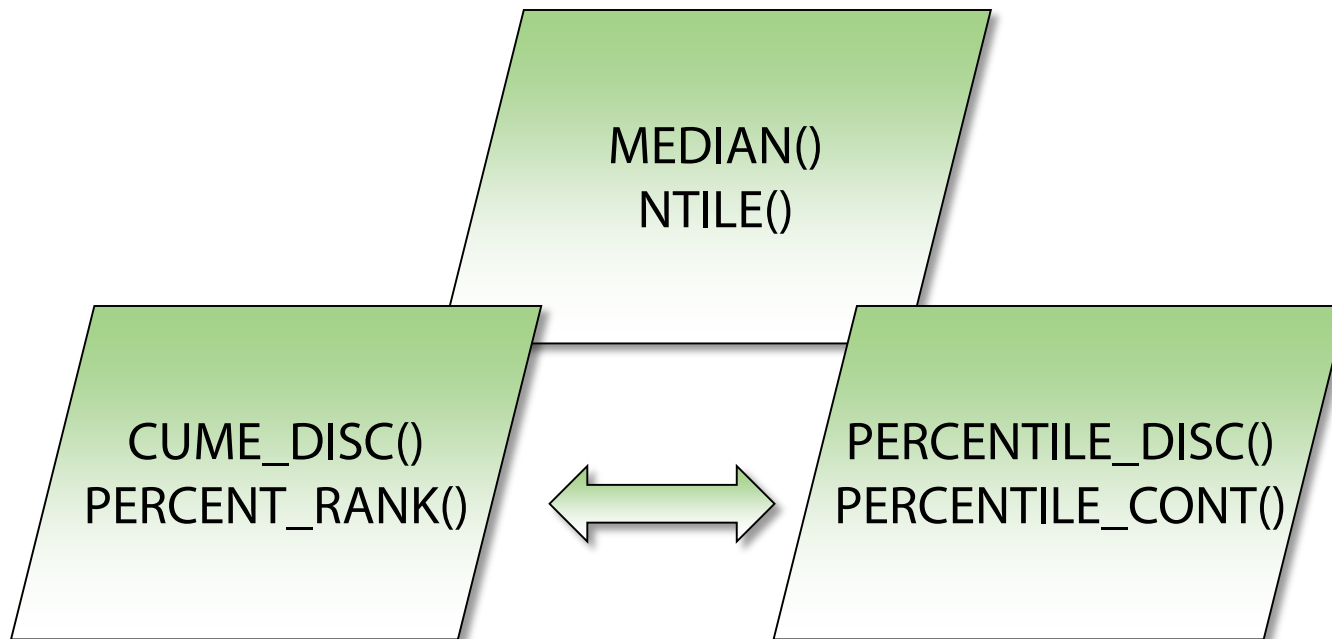 MEDIAN()
NTILE()
CUME_DISC()
PERCENT_RANK()
PERCENTILE_DISC()
PERCENTILE_CONT()